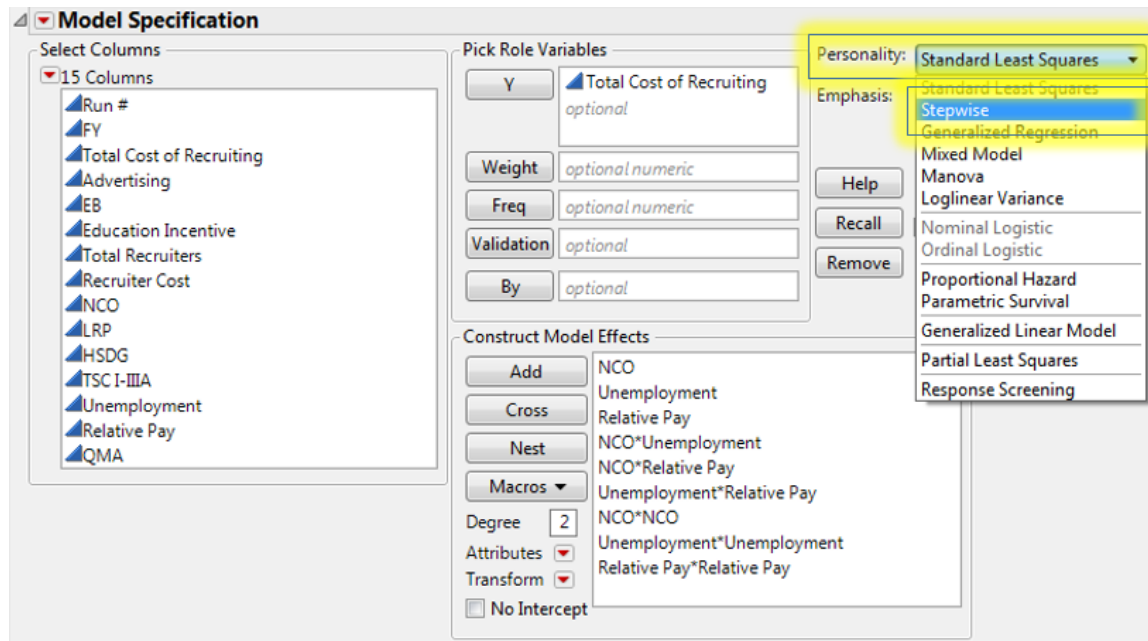 Model Specification
Select Columns
15 Columns
Run #
FY
Total Cost of Recruiting
Advertising
EB
Education Incentive
Total Recruiters
Recruiter Cost
NCO
LRP
HSDG
TSC I-IIIA
Unemployment
Relative Pay
QMA
Pick Role Variables
Y
Total Cost of Recruiting
optional
Weight
optional numeric
Freq
optional numeric
Validation
optional
By
optional
Personality:
Standard Least Squares
Emphasis:
Standard Least Squares
Stepwise
Generalized Regression
Mixed Model
Manova
Loglinear Variance
Nominal Logistic
Ordinal Logistic
Proportional Hazard
Parametric Survival
Generalized Linear Model
Partial Least Squares
Response Screening
Help
Recall
Remove
Construct Model Effects
Add
Cross
Nest
Macros
Degree 2
Attributes
Transform
No Intercept
NCO
Unemployment
Relative Pay
NCO*Unemployment
NCO*Relative Pay
Unemployment*Relative Pay
NCO*NCO
Unemployment*Unemployment
Relative Pay*Relative Pay